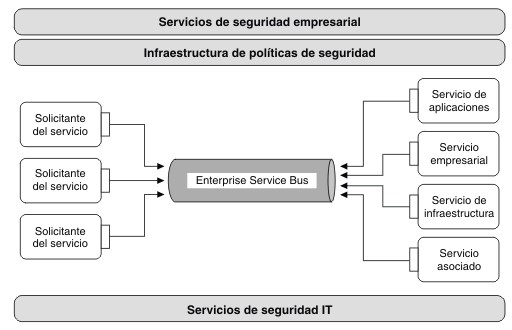 Servicios de seguridad empresarial
Infraestructura de políticas de seguridad
Solicitante
del servicio
Solicitante
del servicio
Solicitante
del servicio
Enterprise Service Bus
Servicio de
aplicaciones
Servicio
empresarial
Servicio de
infraestructura
Servicio
asociado
Servicios de seguridad IT